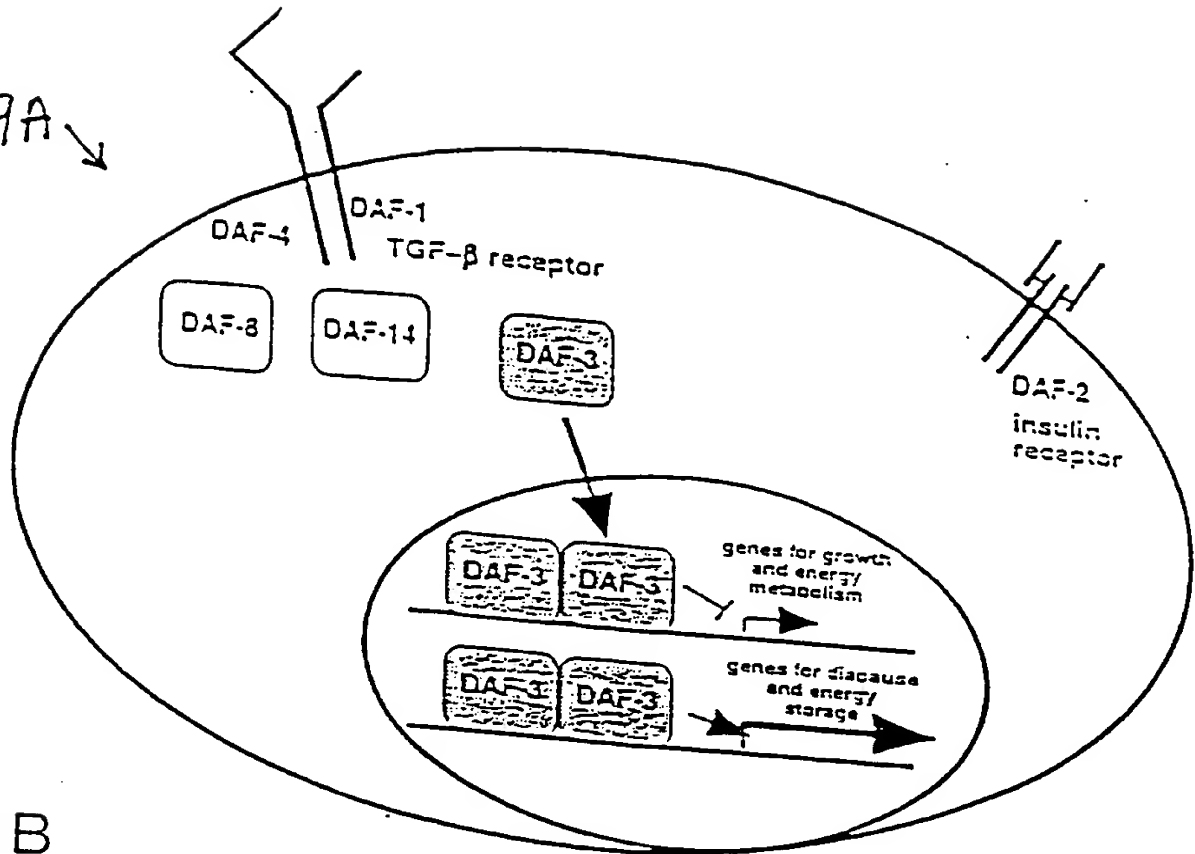 9A
DAF-4
DAF-1
TGF-β receptor
DAF-8
DAF-14
DAF-3
DAF-2
insulin
receptor
DAF-3
DAF-3
genes for growth
and energy
metabolism
DAF-3
DAF-3
genes for diapause
and energy
storage
B